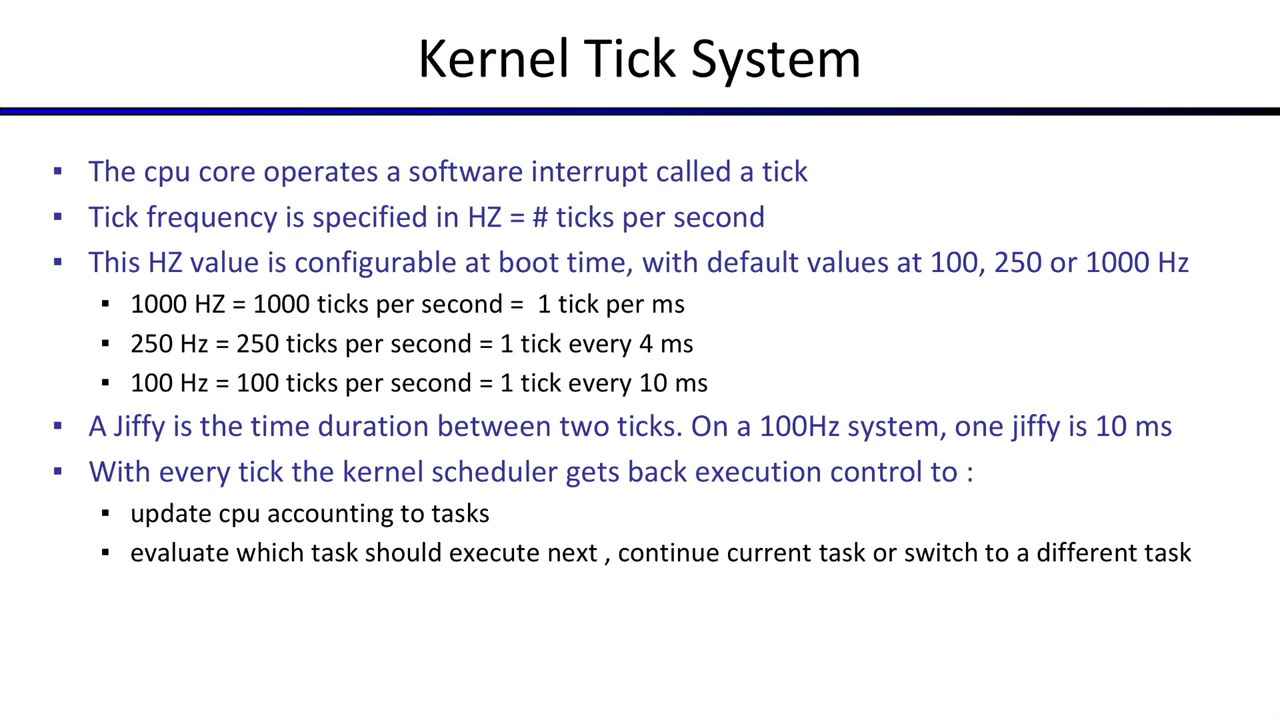 Kernel Tick System
▪ The cpu core operates a software interrupt called a tick
▪ Tick frequency is specified in HZ = # ticks per second
▪ This HZ value is configurable at boot time, with default values at 100, 250 or 1000 Hz
▪ 1000 HZ = 1000 ticks per second = 1 tick per ms
▪ 250 Hz = 250 ticks per second = 1 tick every 4 ms
▪ 100 Hz = 100 ticks per second = 1 tick every 10 ms
▪ A Jiffy is the time duration between two ticks. On a 100Hz system, one jiffy is 10 ms
▪ With every tick the kernel scheduler gets back execution control to :
▪ update cpu accounting to tasks
▪ evaluate which task should execute next , continue current task or switch to a different task